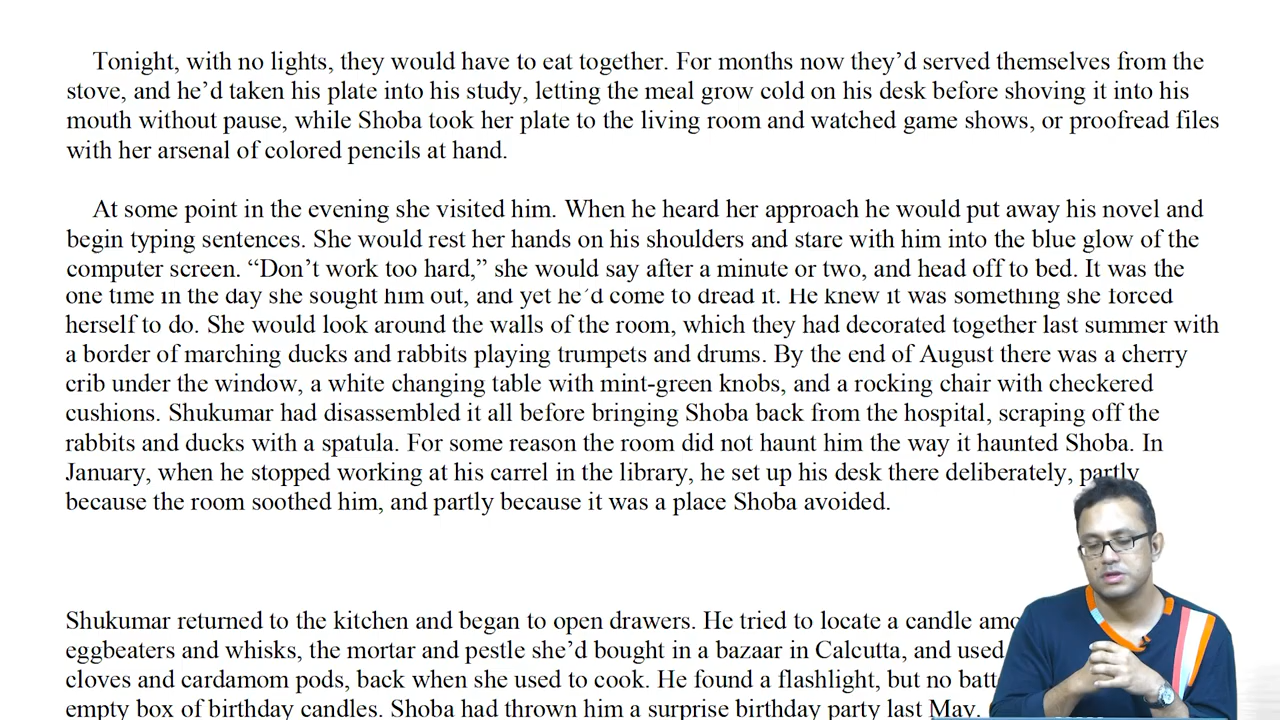 Tonight, with no lights, they would have to eat together. For months now they’d served themselves from the
stove, and he’d taken his plate into his study, letting the meal grow cold on his desk before shoving it into his
mouth without pause, while Shoba took her plate to the living room and watched game shows, or proofread files
with her arsenal of colored pencils at hand.
At some point in the evening she visited him. When he heard her approach he would put away his novel and
begin typing sentences. She would rest her hands on his shoulders and stare with him into the blue glow of the
computer screen. “Don’t work too hard,” she would say after a minute or two, and head off to bed. It was the
one time in the day she sought him out, and yet he’d come to dread it. He knew it was something she forced
herself to do. She would look around the walls of the room, which they had decorated together last summer with
a border of marching ducks and rabbits playing trumpets and drums. By the end of August there was a cherry
crib under the window, a white changing table with mint-green knobs, and a rocking chair with checkered
cushions. Shukumar had disassembled it all before bringing Shoba back from the hospital, scraping off the
rabbits and ducks with a spatula. For some reason the room did not haunt him the way it haunted Shoba. In
January, when he stopped working at his carrel in the library, he set up his desk there deliberately, partly
because the room soothed him, and partly because it was a place Shoba avoided.
Shukumar returned to the kitchen and began to open drawers. He tried to locate a candle
eggbeaters and whisks, the mortar and pestle she’d bought in a bazaar in Calcutta, and used
cloves and cardamom pods, back when she used to cook. He found a flashlight, but no
empty box of birthday candles. Shoba had thrown him a surprise birthday party last May.